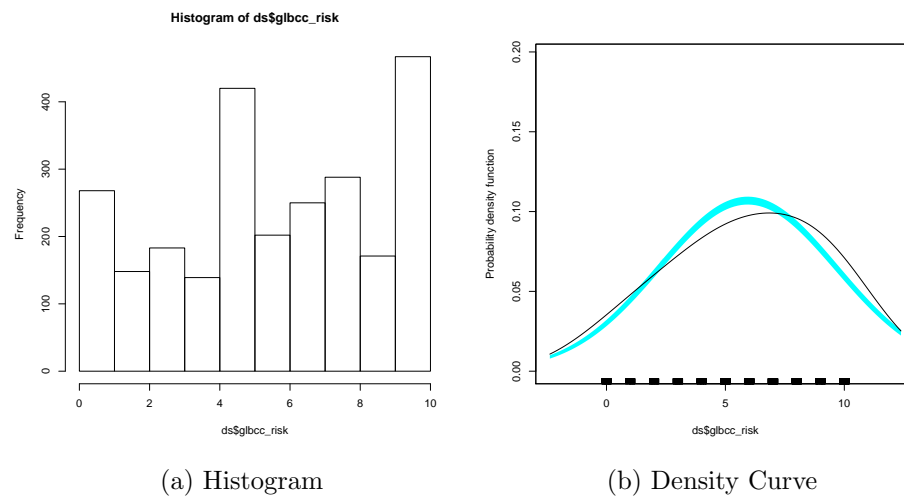 Histogram of ds$glbcc_risk
Frequency
0
100
200
300
400
0 2 4 6 8 10
ds$glbcc_risk
(a) Histogram
Probability density function
0.00
0.05
0.10
0.15
0.20
0 5 10
ds$glbcc_risk
(b) Density Curve